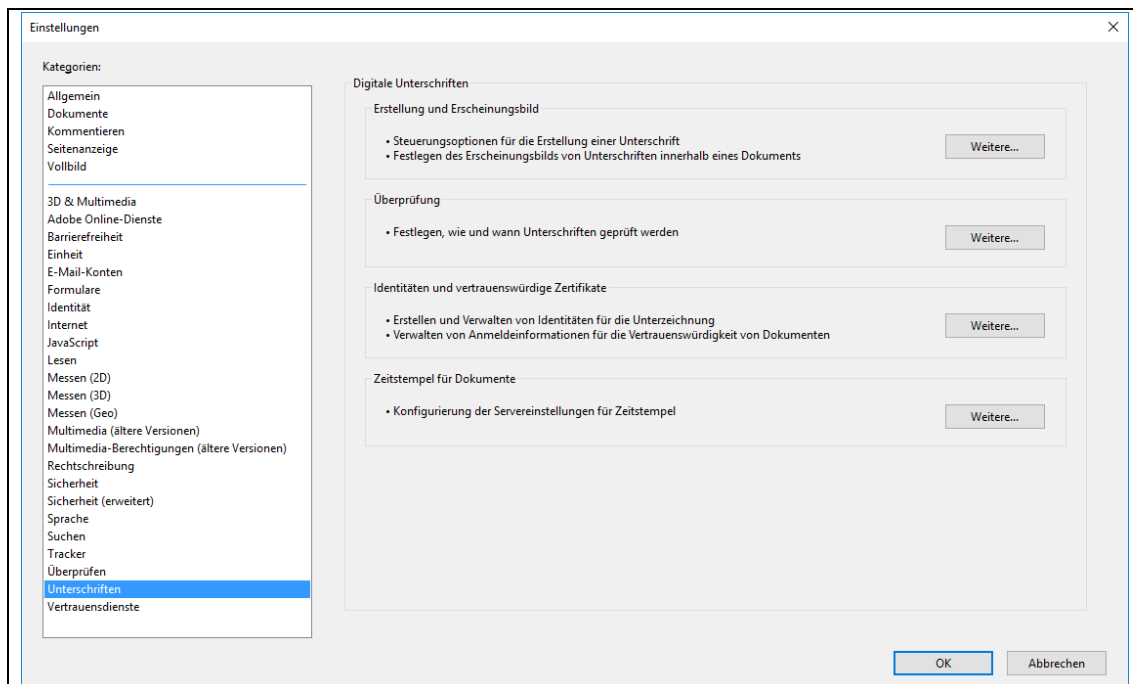 Einstellungen
Kategorien:
Allgemein
Dokumente
Kommentieren
Seitenanzeige
Vollbild
3D & Multimedia
Adobe Online-Dienste
Barrierefreiheit
Einheit
E-Mail-Konten
Formulare
Identität
Internet
JavaScript
Lesen
Messen (2D)
Messen (3D)
Messen (Geo)
Multimedia (ältere Versionen)
Multimedia-Berechtigungen (ältere Versionen)
Rechtschreibung
Sicherheit
Sicherheit (erweitert)
Sprache
Suchen
Tracker
Überprüfen
Unterschriften
Vertrauensdienste
Digitale Unterschriften
Erstellung und Erscheinungsbild
• Steuerungsoptionen für die Erstellung einer Unterschrift
• Festlegen des Erscheinungsbilds von Unterschriften innerhalb eines Dokuments
Weitere...
Überprüfung
• Festlegen, wie und wann Unterschriften geprüft werden
Weitere...
Identitäten und vertrauenswürdige Zertifikate
• Erstellen und Verwalten von Identitäten für die Unterzeichnung
• Verwalten von Anmeldeinformationen für die Vertrauenswürdigkeit von Dokumenten
Weitere...
Zeitstempel für Dokumente
• Konfigurierung der Servereinstellungen für Zeitstempel
Weitere...
OK
Abbrechen